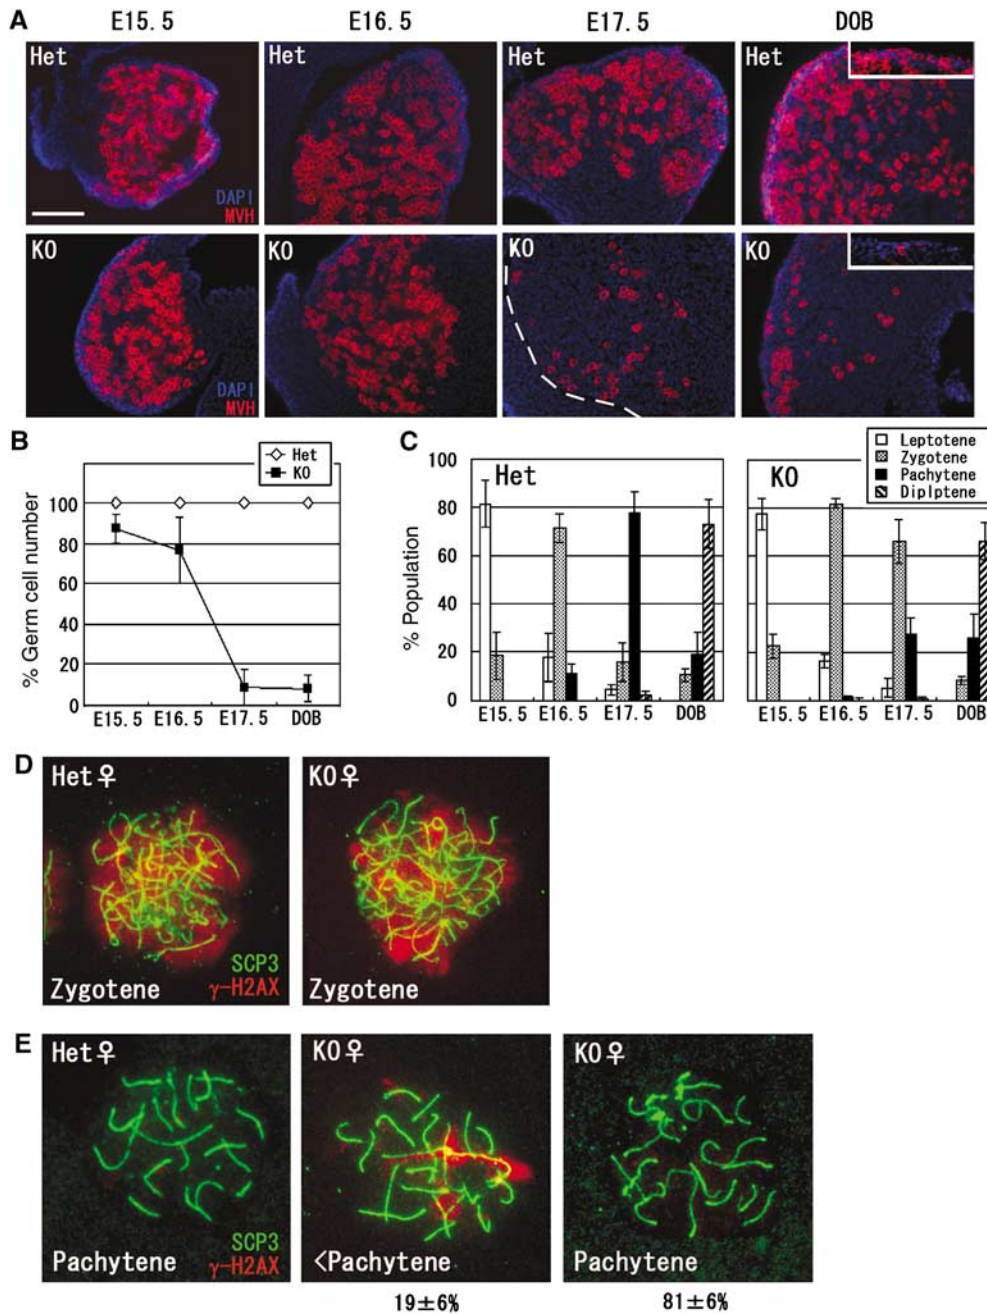 A
E15.5 E16.5 E17.5 DOB
Het Het Het Het
DAPI
MVH
KO KO KO KO
DAPI
MVH
B
Het
KO
% Germ cell number
100
80
60
40
20
0
E15.5 E16.5 E17.5 DOB
C
Leptotene
Zygotene
Pachytene
Diplptene
Het
KO
% Population
100
80
60
40
20
0
E15.5 E16.5 E17.5 DOB
E15.5 E16.5 E17.5 DOB
D
Het♀ KO♀
SCP3
γ-H2AX
Zygotene Zygotene
E
Het♀ KO♀ KO♀
SCP3
γ-H2AX
Pachytene <Pachytene Pachytene
19±6% 81±6%